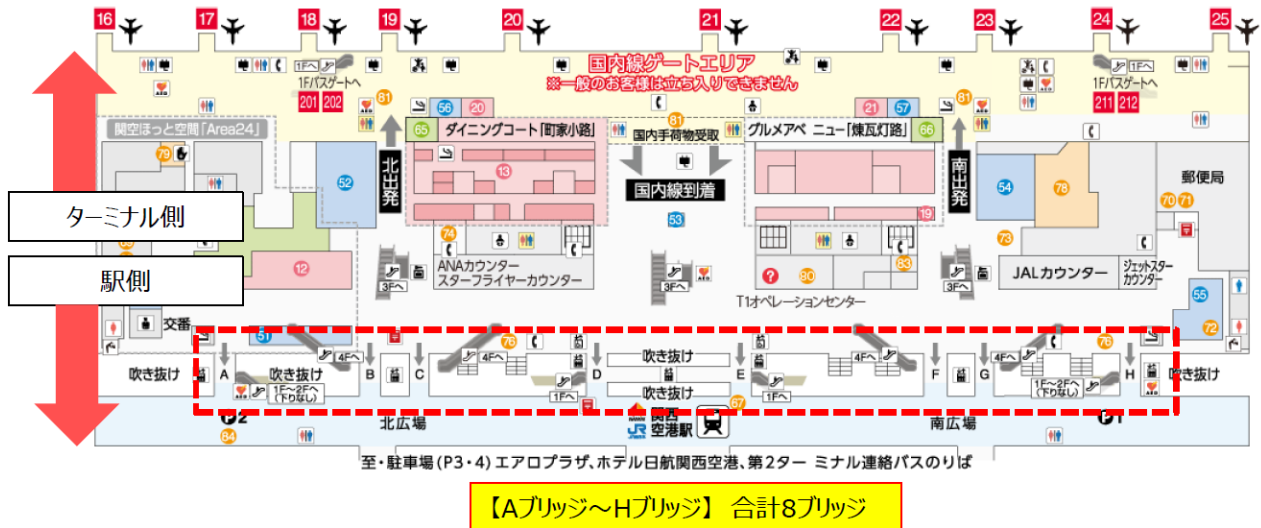 16 17 18 19 20 21 22 23 24 25
国内線ゲートエリア
※一般のお客様は立ち入りできません
1Fへ
1Fバスゲートへ
201 202
1Fへ
1Fバスゲートへ
211 212
81
56 20
81
21 57
81
関空ほっと空間「Area24」
65 ダイニングコート「町家小路」
国内手荷物受取
グルメアベ ニュー「煉瓦灯路」 66
79
52
北出発
13
国内線到着
53
19
南出発
54
78
郵便局
70 71
ターミナル側
駅側
69
12
74
ANAカウンター
スターフライヤーカウンター
3Fへ
3Fへ
?
80
83
T1オペレーションセンター
3Fへ
73
JALカウンター
ジェットスター
カウンター
55
72
交番
51
4Fへ
76
4Fへ
4Fへ
4Fへ
76
吹き抜け
A
吹き抜け
B
C
D
吹き抜け
E
F
G
H
吹き抜け
1F~2Fへ
(下りなし)
1Fへ
吹き抜け
1Fへ
1F~2Fへ
(下りなし)
P2
84
北広場
JR
関西
空港駅
67
南広場
P1
至・駐車場(P3・4)エアロプラザ、ホテル日航関西空港、第2ター ミナル連絡バスのりば
【Aブリッジ~Hブリッジ】 合計8ブリッジ